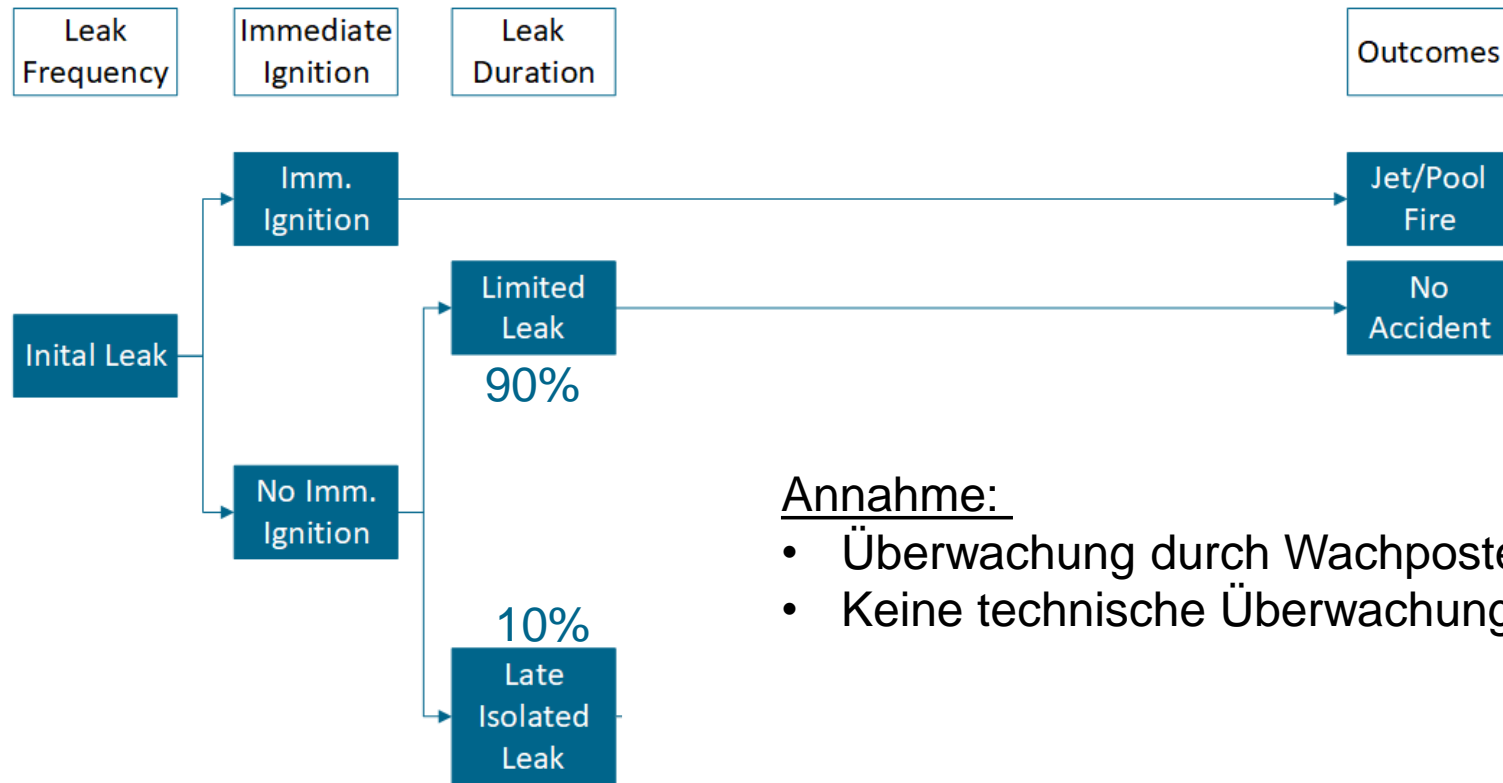 Leak
Frequency
Immediate
Ignition
Leak
Duration
Outcomes
Imm.
Ignition
Jet/Pool
Fire
Limited
Leak
No
Accident
Inital Leak
90%
No Imm.
Ignition
Annahme:
• Überwachung durch Wachposte
• Keine technische Überwachung
10%
Late
Isolated
Leak